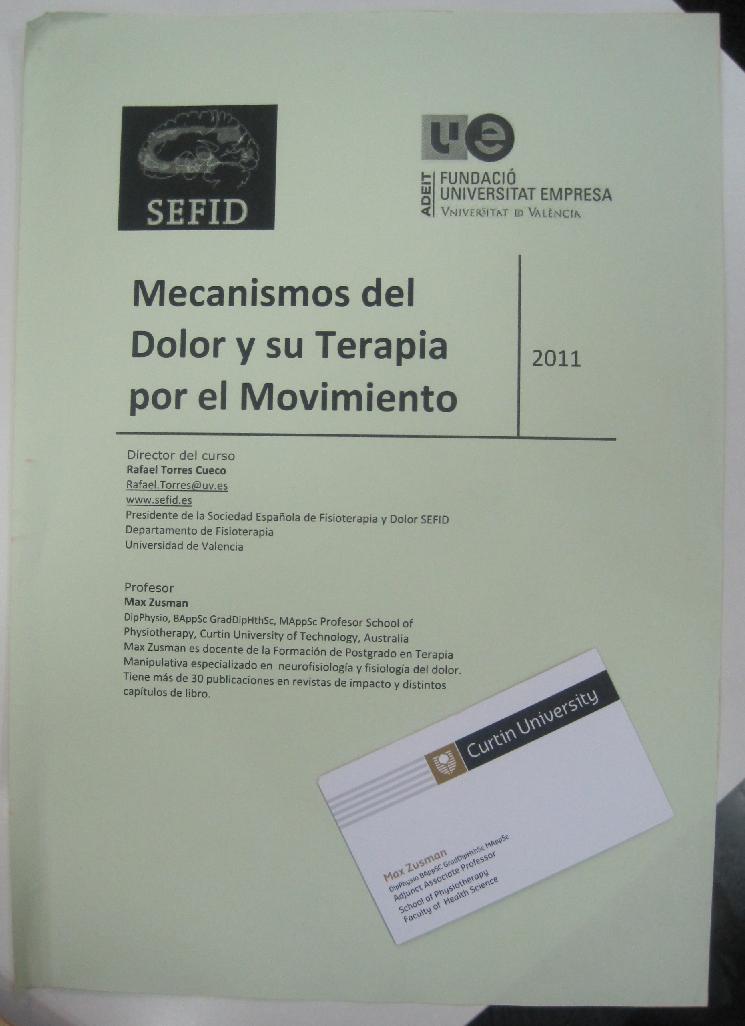 SEFID
ue
ADEIT
FUNDACIÓ
UNIVERSITAT EMPRESA
VNIVERSITAT ID VALÈNCIA
Mecanismos del
Dolor y su Terapia
por el Movimiento
2011
Director del curso
Rafael Torres Cueco
Rafael.Torres@uv.es
www.sefid.es
Presidente de la Sociedad Española de Fisioterapia y Dolor SEFID
Departamento de Fisioterapia
Universidad de Valencia
Profesor
Max Zusman
DipPhysio, BAppSc GradDipHthSc, MAppSc Profesor School of
Physiotherapy, Curtin University of Technology, Australia
Max Zusman es docente de la Formación de Postgrado en Terapia
Manipulativa especializado en neurofisiología y fisiología del dolor.
Tiene más de 30 publicaciones en revistas de impacto y distintos
capítulos de libro.
Curtin University
Max Zusman
DipPhysio BAppSC GradDipHthSc MAppSc
Adjunct Associate Professor
School of Physiotherapy
Faculty of Health Science